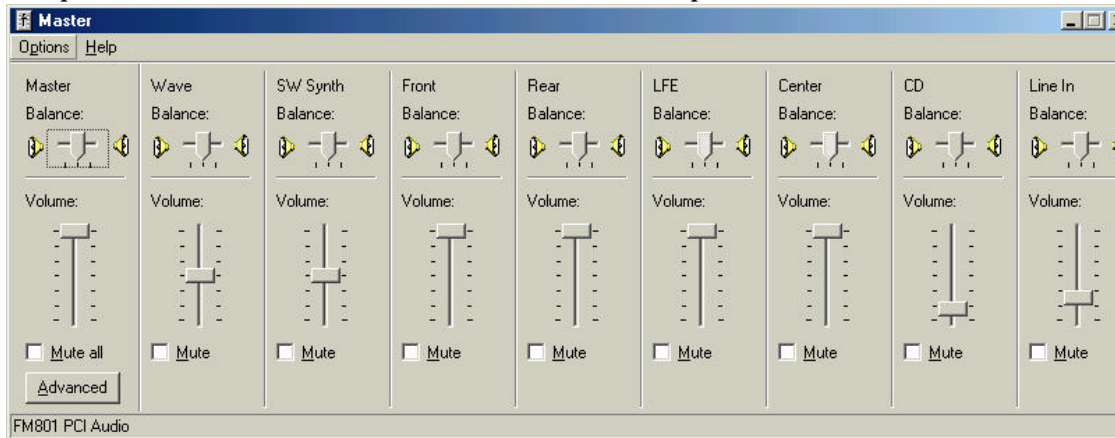 Master
Options Help
Master Wave SW Synth Front Rear LFE Center CD Line In
Balance: Balance: Balance: Balance: Balance: Balance: Balance: Balance: Balance:
Volume: Volume: Volume: Volume: Volume: Volume: Volume: Volume: Volume:
Mute all Mute Mute Mute Mute Mute Mute Mute Mute
Advanced
FM801 PCI Audio